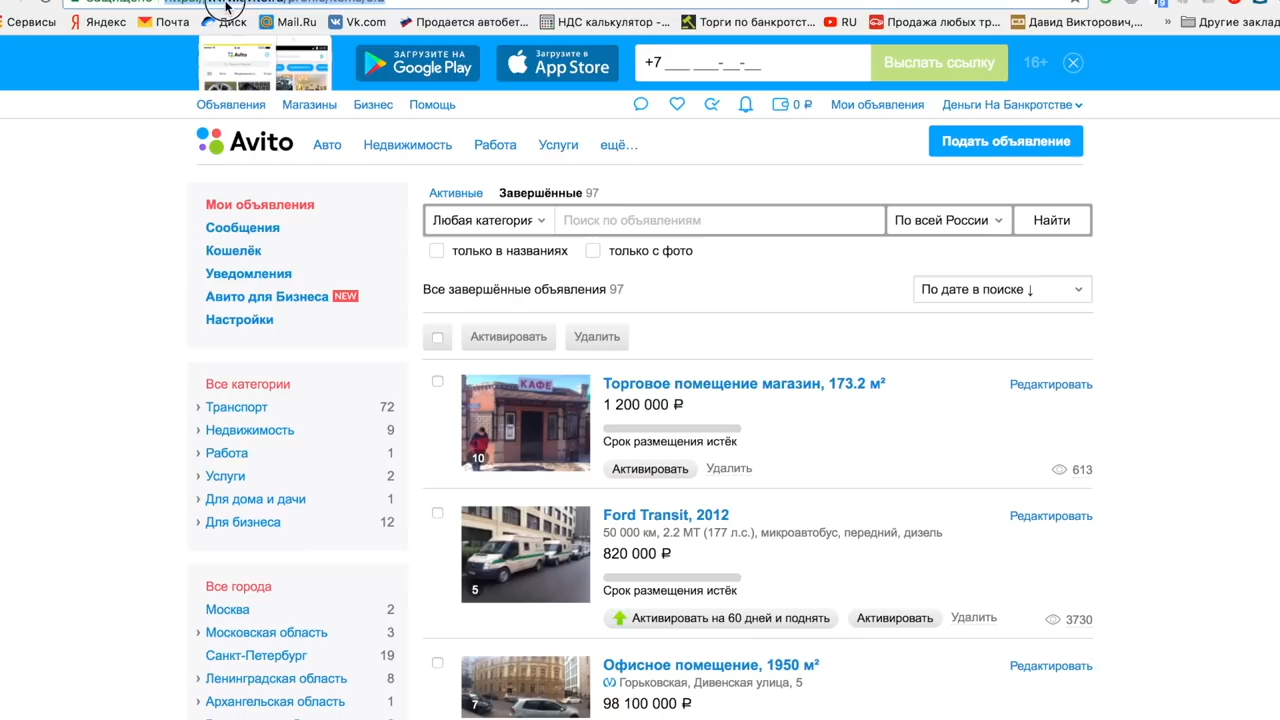 Сервисы Яндекс Почта Диск Mail.Ru Vk.com Продается автобет... НДС калькулятор -... Торги по банкротст... RU Продажа любых тр... Давид Викторович,... » Другие заклад
ЗАГРУЗИТЕ НА Google Play
Загрузите в App Store
+7 ___ ___-__-__
Выслать ссылку
16+
Объявления Магазины Бизнес Помощь 0 ₽ Мои объявления Деньги На Банкротстве
Avito Авто Недвижимость Работа Услуги ещё... Подать объявление
Мои объявления
Сообщения
Кошелёк
Уведомления
Авито для Бизнеса NEW
Настройки
Все категории
Транспорт 72
Недвижимость 9
Работа 1
Услуги 2
Для дома и дачи 1
Для бизнеса 12
Все города
Москва 2
Московская область 3
Санкт-Петербург 19
Ленинградская область 8
Архангельская область 1
Активные Завершённые 97
Любая категория Поиск по объявлениям По всей России Найти
только в названиях только с фото
Все завершённые объявления 97 По дате в поиске ↓
Активировать Удалить
КАФЕ
10
Торговое помещение магазин, 173.2 м² Редактировать
1 200 000 ₽
Срок размещения истёк
Активировать Удалить 613
5
Ford Transit, 2012 Редактировать
50 000 км, 2.2 МТ (177 л.с.), микроавтобус, передний, дизель
820 000 ₽
Срок размещения истёк
Активировать на 60 дней и поднять Активировать Удалить 3730
7
Офисное помещение, 1950 м² Редактировать
Горьковская, Дивенская улица, 5
98 100 000 ₽